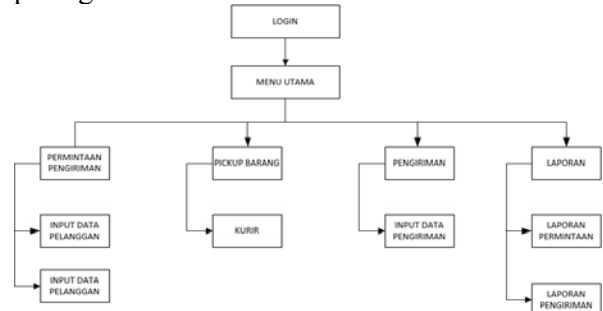 LOGIN
MENU UTAMA
PERMINTAAN
PENGIRIMAN
PICKUP BARANG
PENGIRIMAN
LAPORAN
INPUT DATA
PELANGGAN
KURIR
INPUT DATA
PENGIRIMAN
LAPORAN
PERMINTAAN
INPUT DATA
PELANGGAN
LAPORAN
PENGIRIMAN